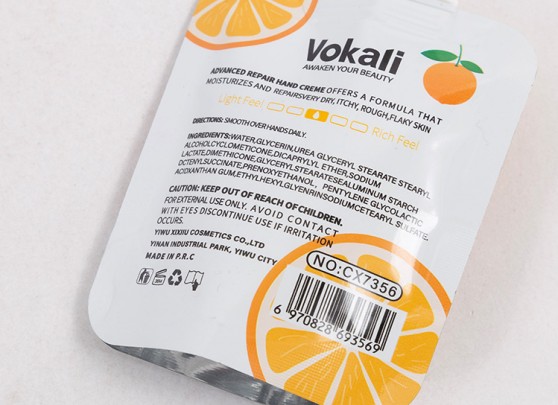 Vokali
AWAKEN YOUR BEAUTY
ADVANCED REPAIR HAND CREME OFFERS A FORMULA THAT
MOISTURIZES AND REPAIRSVERY DRY, ITCHY, ROUGH,FLAKY SKIN
Light Feel Rich Feel
DIRECTIONS: SMOOTH OVER HANDS DAILY.
INGREDIENTS:WATER,GLYCERIN,UREA GLYCERYL STEARATE STEARYL
ALCOHOLCYCLOMETICONE,DICAPRYLYL ETHER,SODIUM
LACTATE,DIMETHICONE,GLYCERYLSTEARATESEALUMINUM STARCH
OCTENYLSUCCINATE,PRENOXYETHANOL, PENTYLENE GLYCOLACTIC
ACIDXANTHAN GUM,ETHYLHEXYLGLYENRINSODIUMCETEARYL SULFATE.
CAUTION: KEEP OUT OF REACH OF CHILDREN.
FOR EXTERNAL USE ONLY. AVOID CONTACT
WITH EYES DISCONTINUE USE IF IRRITATION
OCCURS.
YIWU XIXIU COSMETICS CO.,LTD
YINAN INDUSTRIAL PARK, YIWU CITY
MADE IN P.R.C
NO:CX7356
6 970828 693569